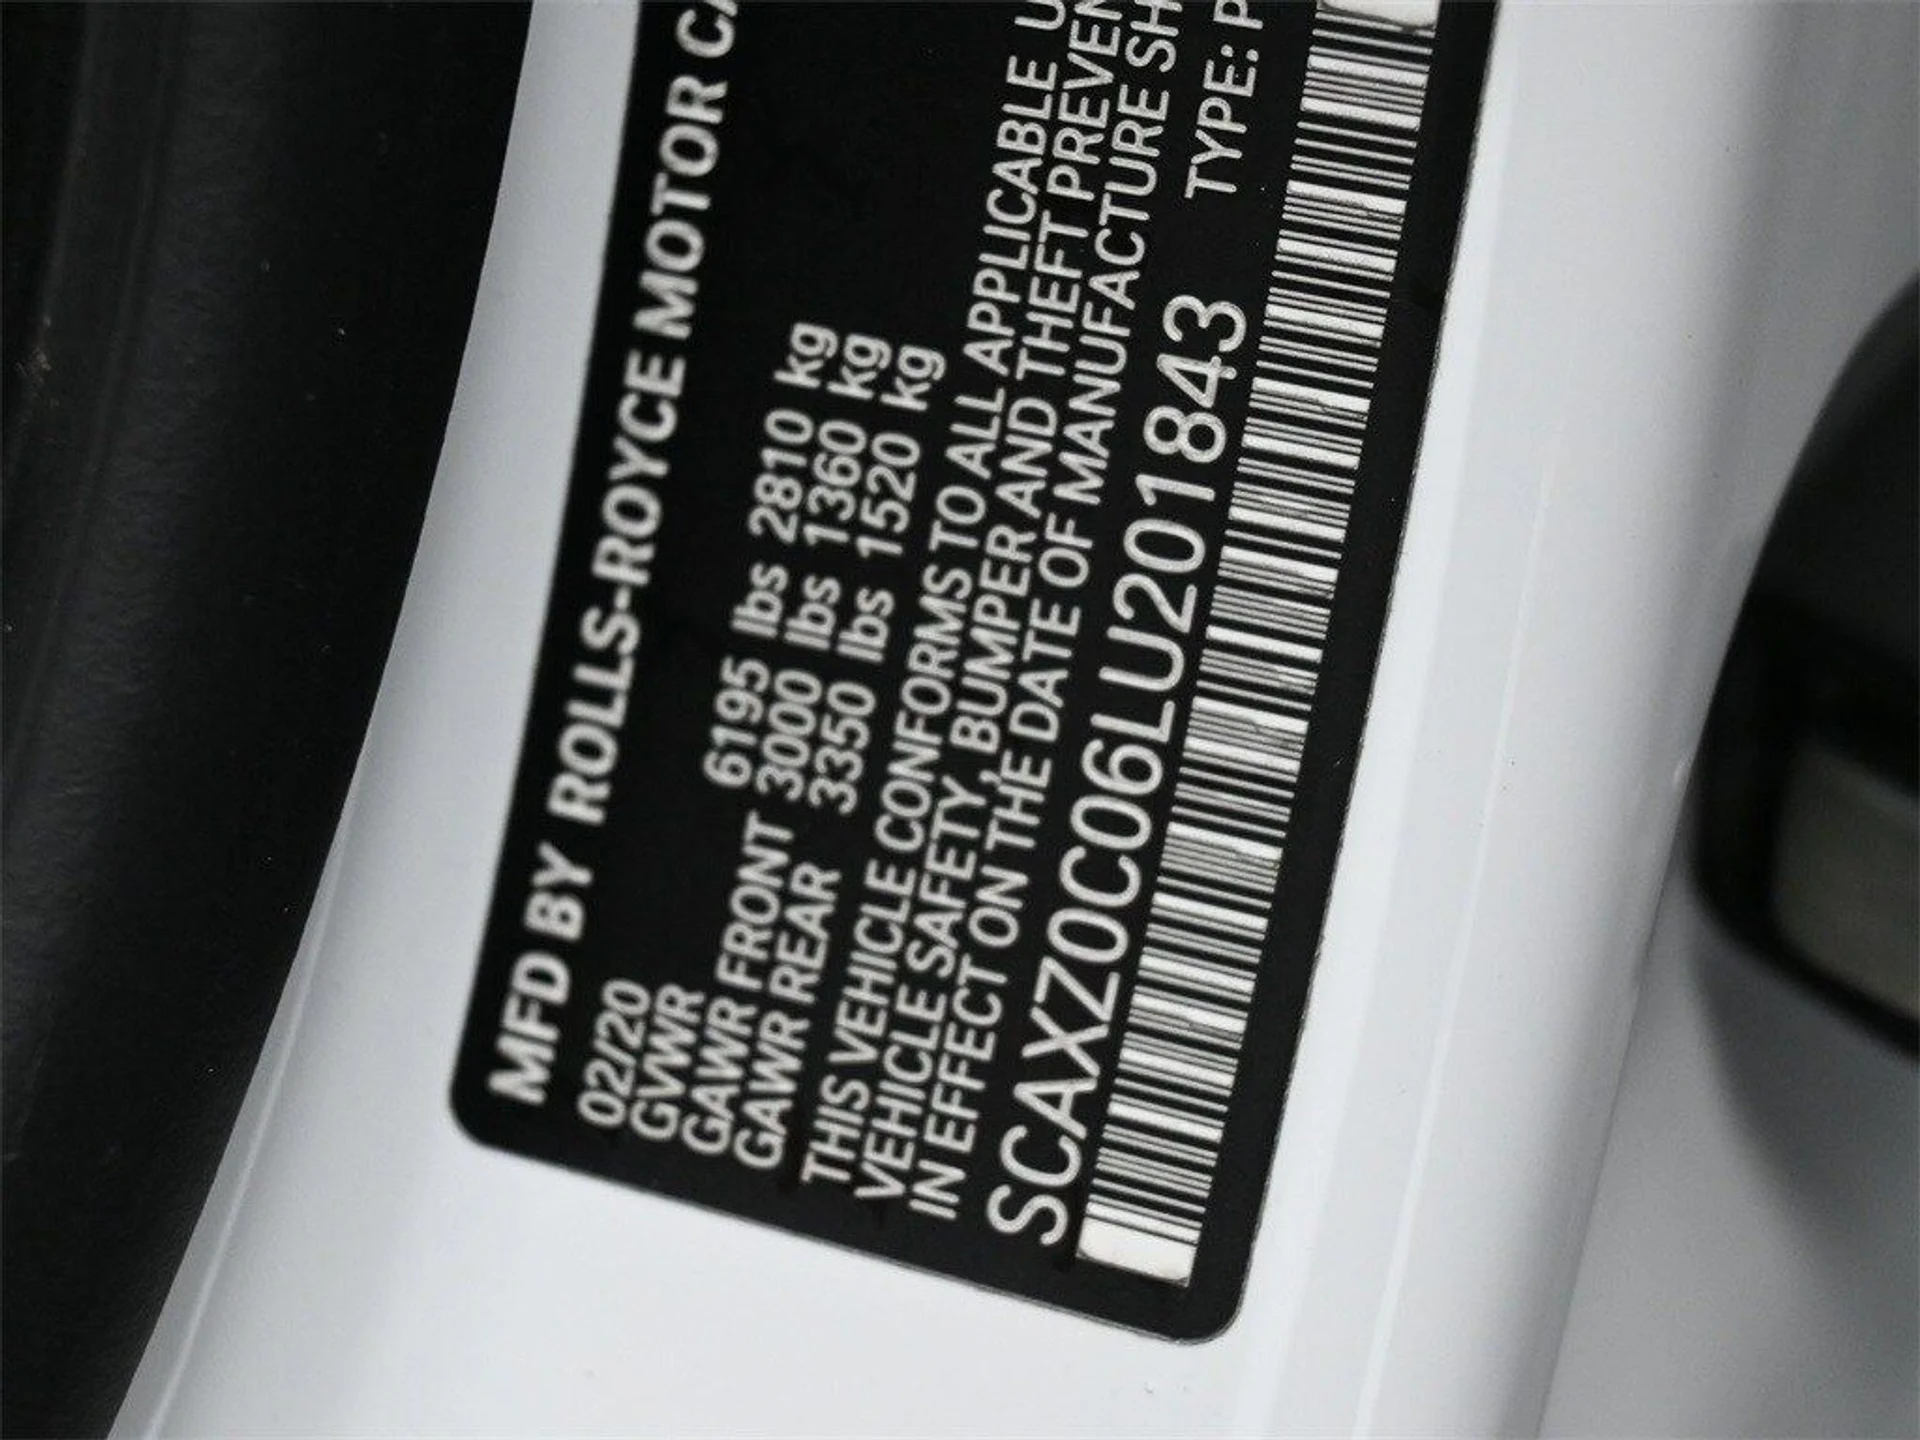 MFD BY ROLLS-ROYCE MOTOR CA
02/20
GVWR 6195 lbs 2810 kg
GAWR FRONT 3000 lbs 1360 kg
GAWR REAR 3350 lbs 1520 kg
THIS VEHICLE CONFORMS TO ALL APPLICABLE U
VEHICLE SAFETY, BUMPER AND THEFT PREVEN
IN EFFECT ON THE DATE OF MANUFACTURE SH
SCAXZ0C06LU201843 TYPE: P